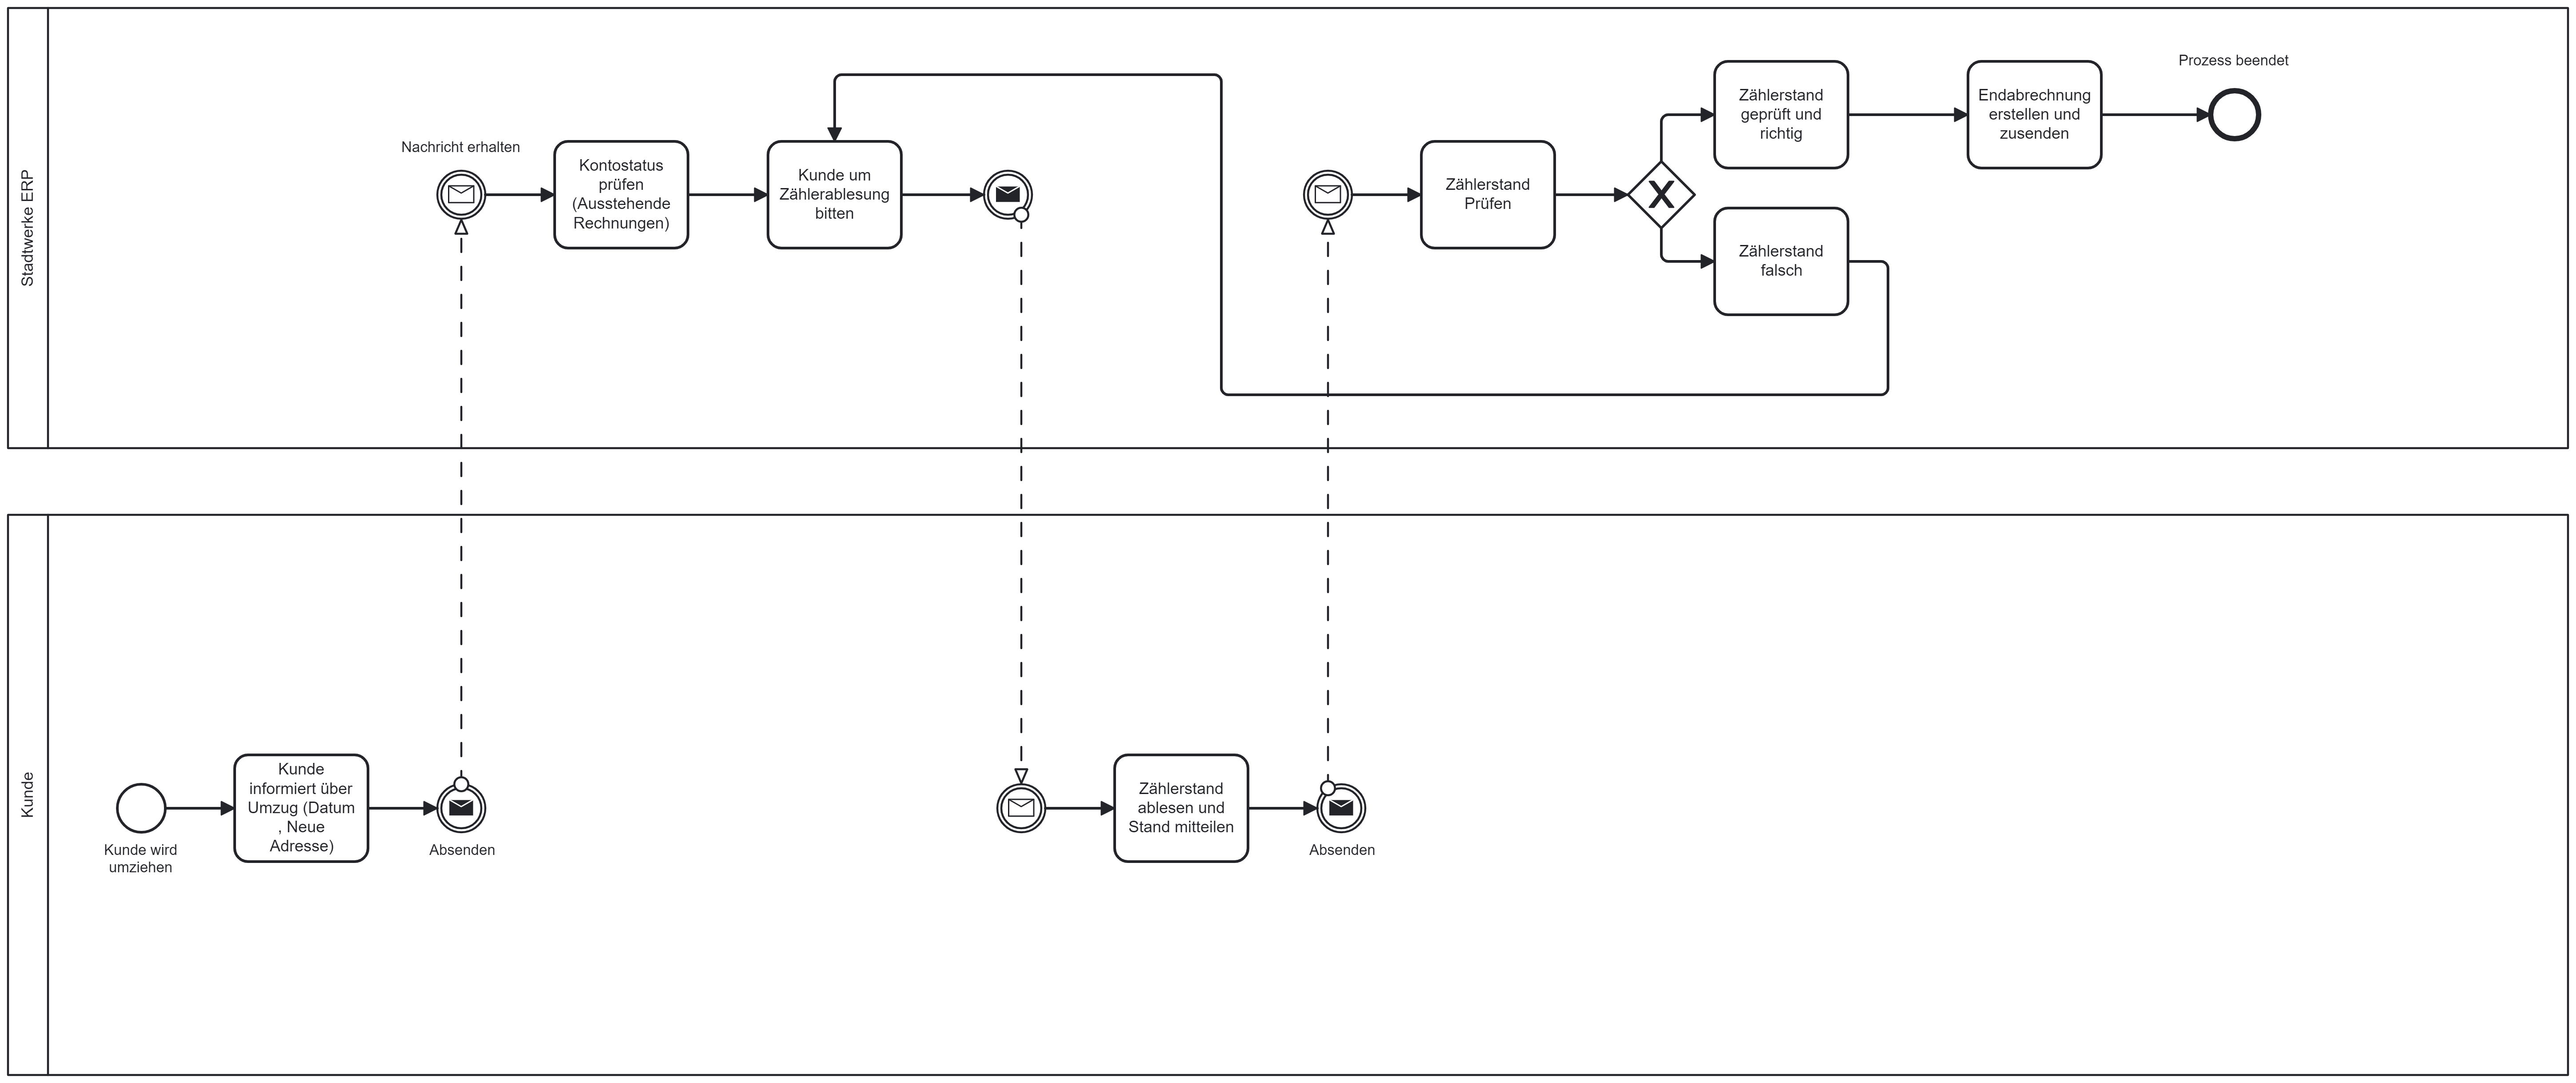 Stadtwerke ERP
Nachricht erhalten
Kontostatus
prüfen
(Ausstehende
Rechnungen)
Kunde um
Zählerablesung
bitten
Zählerstand
Prüfen
Zählerstand
geprüft und
richtig
Zählerstand
falsch
Endabrechnung
erstellen und
zusenden
Prozess beendet
Kunde
Kunde wird
umziehen
Kunde
informiert über
Umzug (Datum
, Neue
Adresse)
Absenden
Zählerstand
ablesen und
Stand mitteilen
Absenden